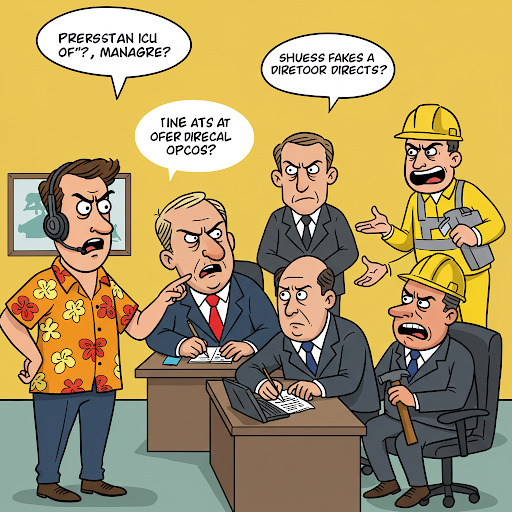 PRERSSTAN ICU
OF"?, MANAGRE?
SHUESS FAKES A
DIRETOOR DIRECTS?
TINE ATS AT
OFER DIRECAL
OPCOS?